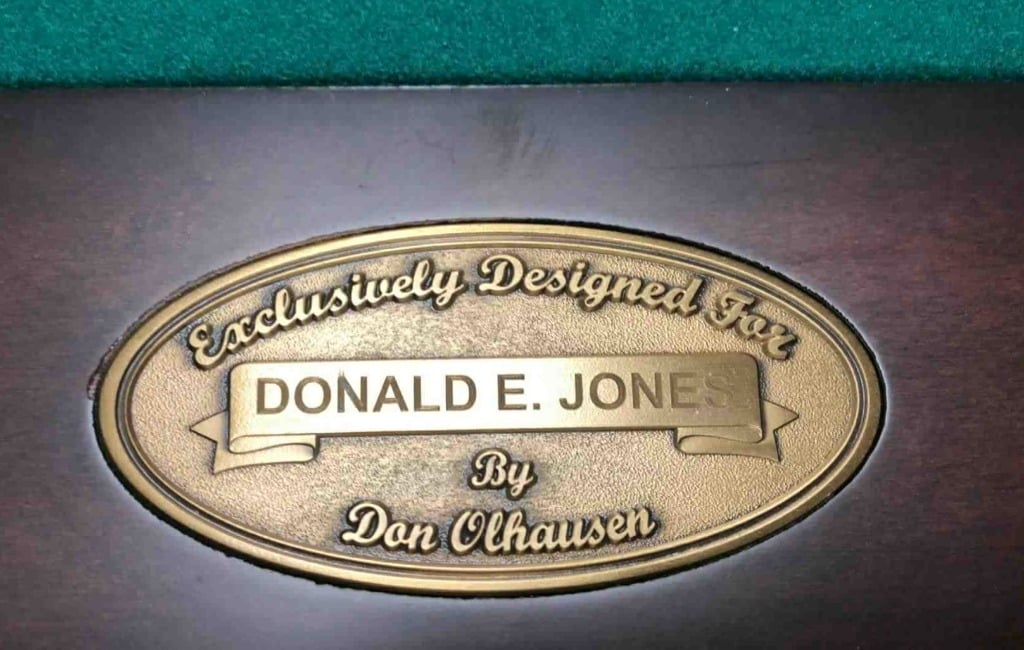 Exclusively Designed For
DONALD E. JONES
By
Don Olhausen